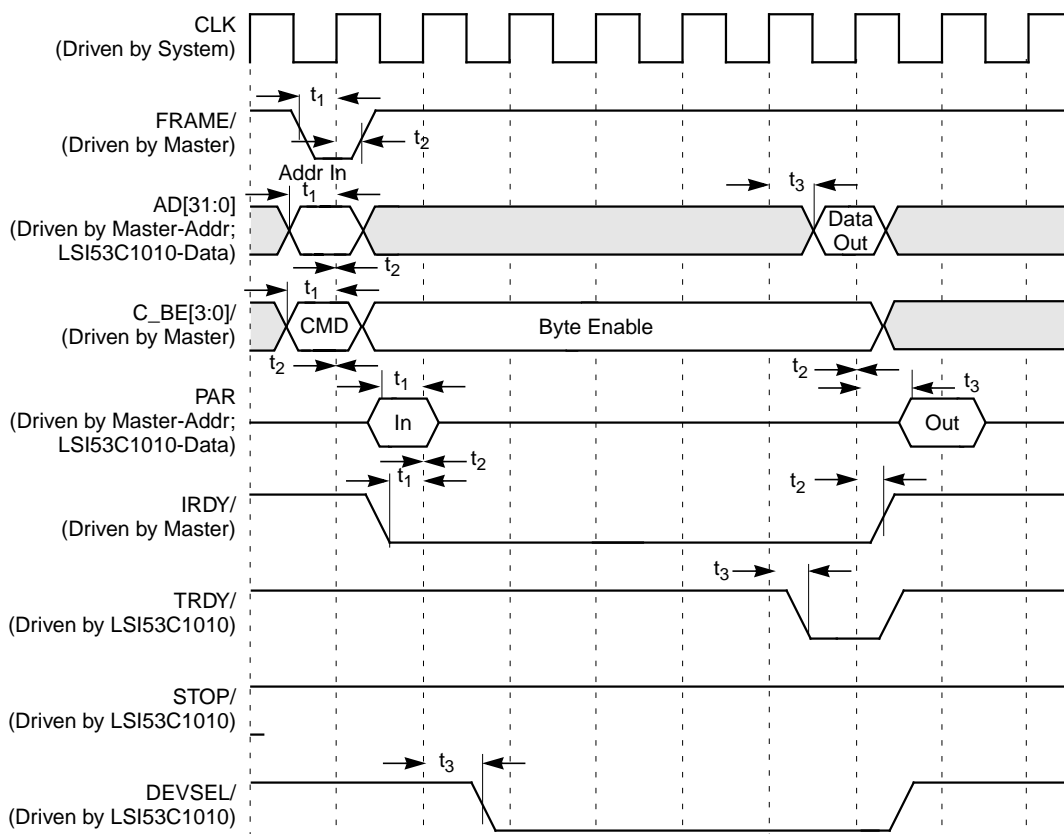 CLK
(Driven by System)
t1
FRAME/
(Driven by Master)
t2
Addr In
t1
t3
AD[31:0]
(Driven by Master-Addr;
LSI53C1010-Data)
Data
Out
t2
t1
C_BE[3:0]/
(Driven by Master)
CMD
Byte Enable
t2
t2
t1
t3
PAR
(Driven by Master-Addr;
LSI53C1010-Data)
In
Out
t2
t1
t2
IRDY/
(Driven by Master)
t3
TRDY/
(Driven by LSI53C1010)
STOP/
(Driven by LSI53C1010)
t3
DEVSEL/
(Driven by LSI53C1010)